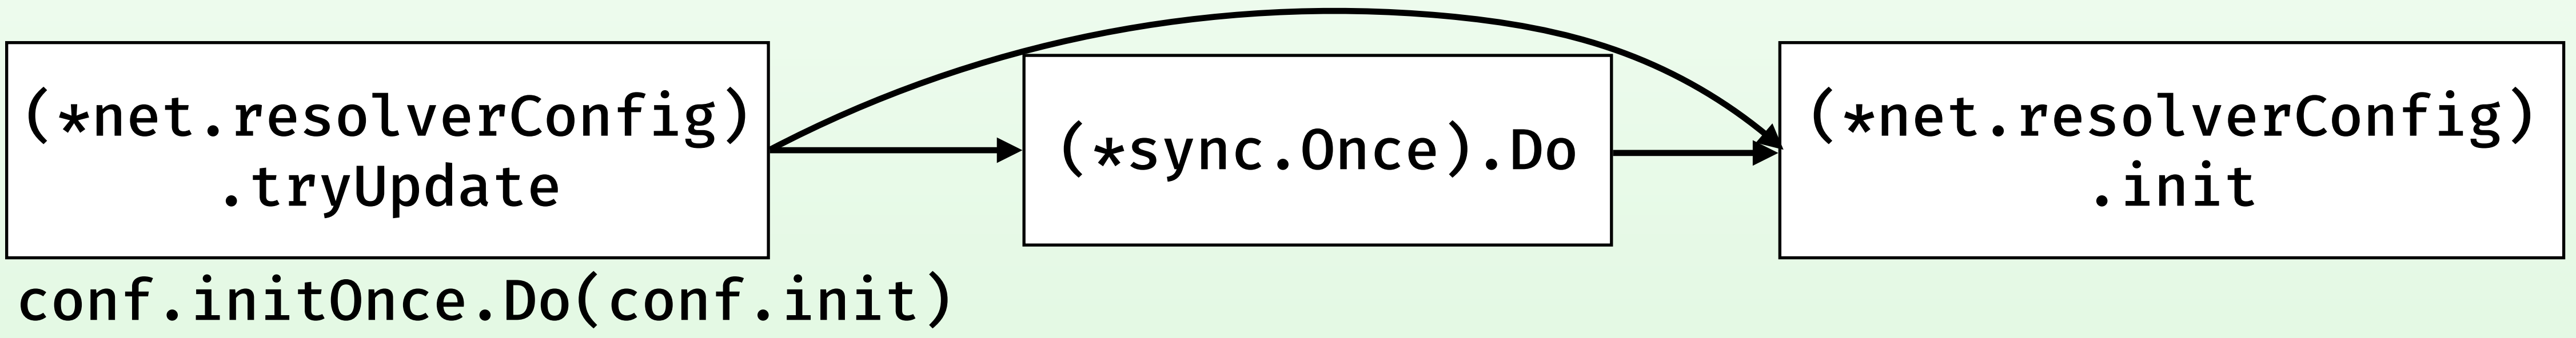 (*net.resolverConfig)
.tryUpdate
(*sync.Once).Do
(*net.resolverConfig)
.init
conf.initOnce.Do(conf.init)